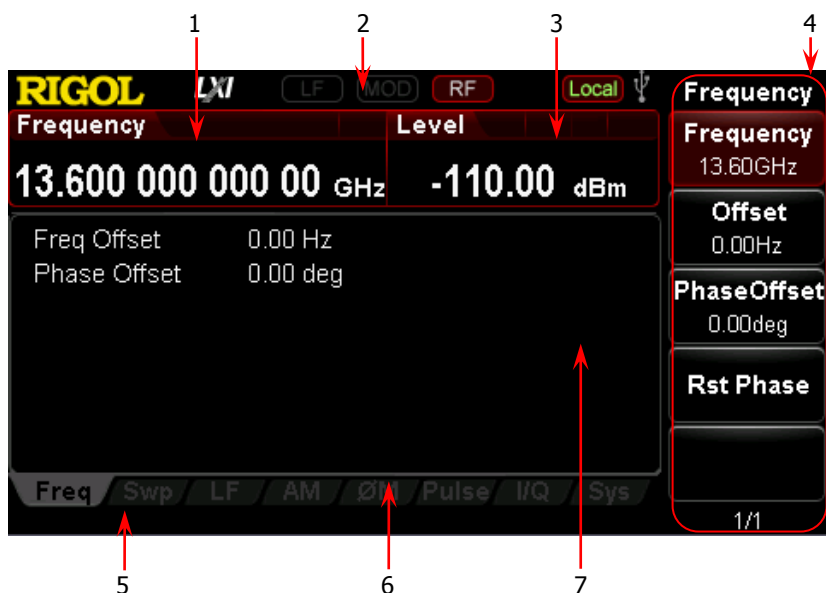 1 2 3 4
RIGOL LXI LF MOD RF Local
Frequency Level
13.600 000 000 00 GHz -110.00 dBm
Freq Offset 0.00 Hz
Phase Offset 0.00 deg
Frequency
Frequency
13.60GHz
Offset
0.00Hz
PhaseOffset
0.00deg
Rst Phase
1/1
Freq Swp LF AM ØM Pulse I/Q Sys
5 6 7